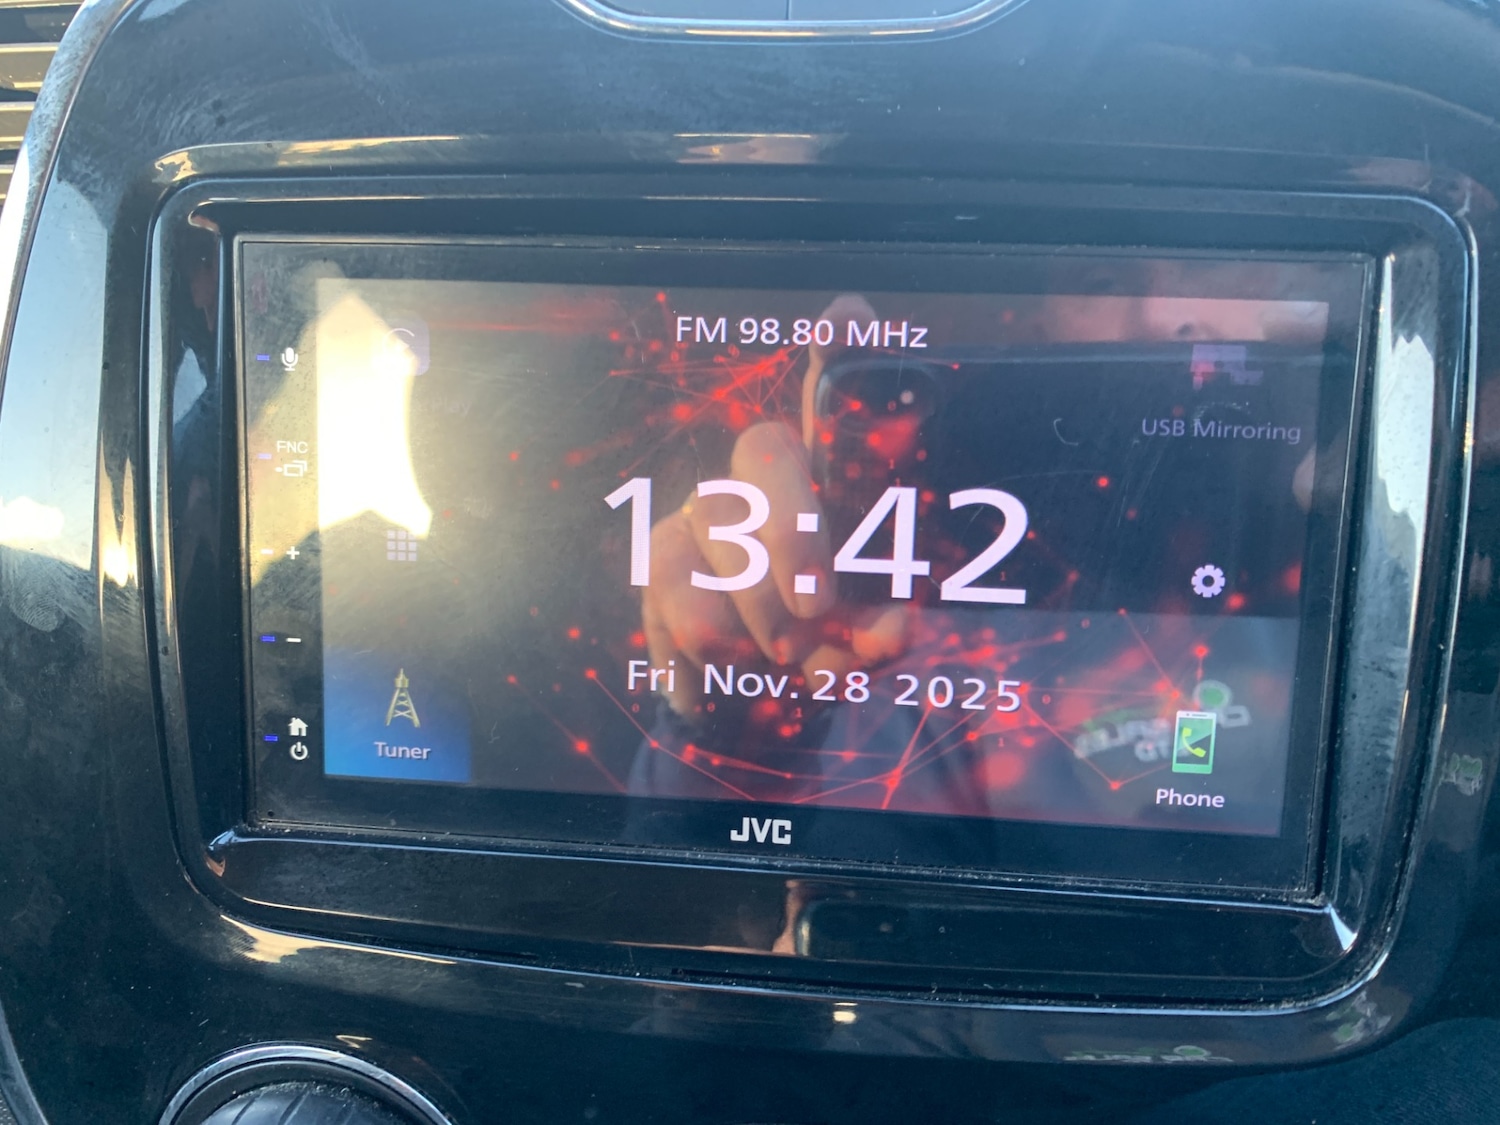 FM 98.80 MHz
USB Mirroring
FNC
13:42
Fri Nov. 28 2025
Tuner
Phone
JVC